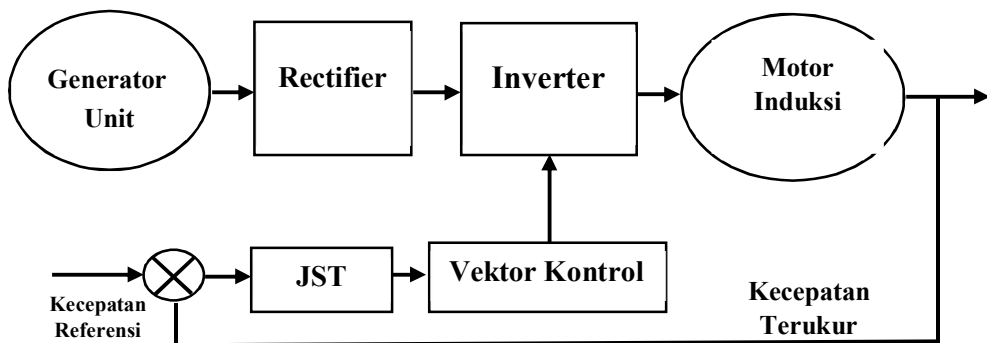 Generator
Unit
Rectifier
Inverter
Motor
Induksi
JST
Vektor Kontrol
Kecepatan
Referensi
Kecepatan
Terukur